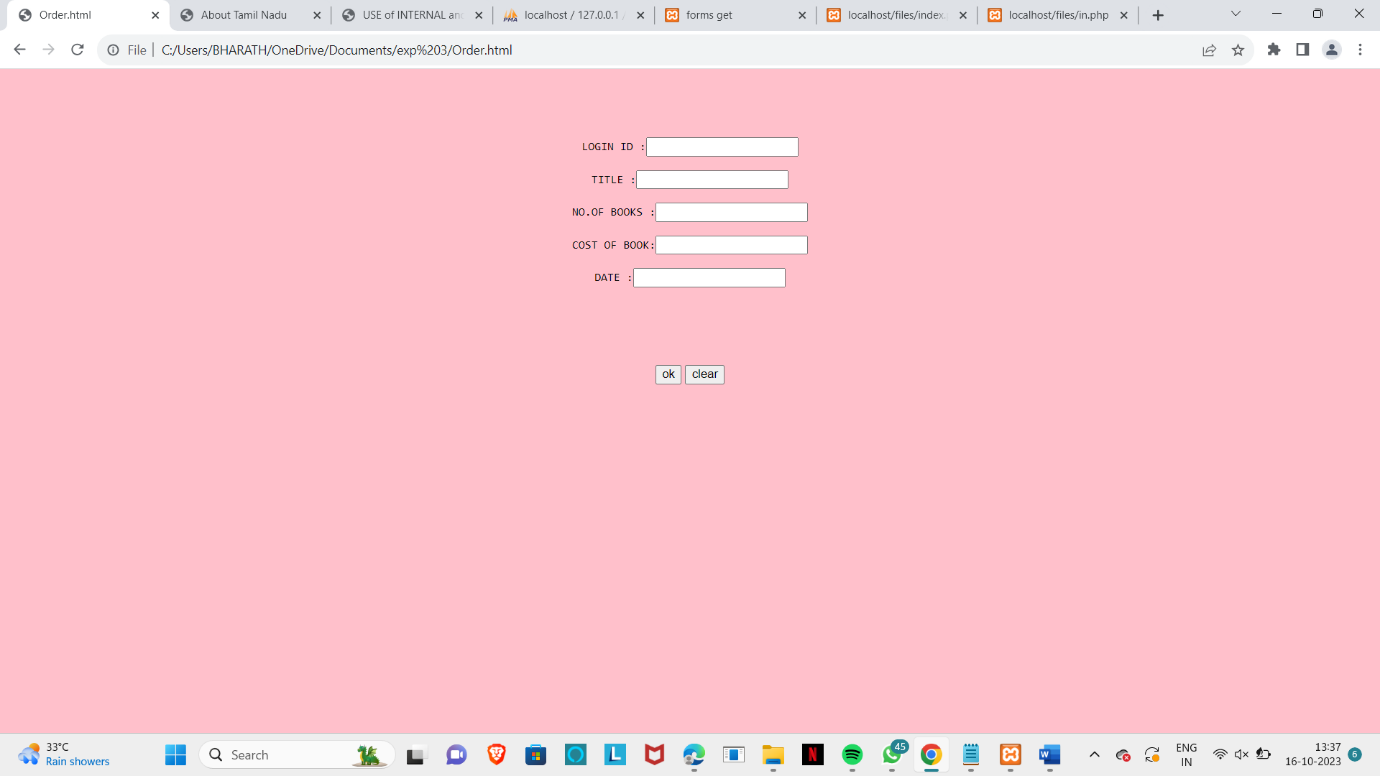 Order.html
About Tamil Nadu
USE of INTERNAL an
localhost / 127.0.0.1 /
PMA
forms get
localhost/files/index.
localhost/files/in.php
File
C:/Users/BHARATH/OneDrive/Documents/exp%203/Order.html
LOGIN ID :
TITLE :
NO.OF BOOKS :
COST OF BOOK:
DATE :
ok clear
33°C
Rain showers
Search
L
N
45
W
ENG
IN
13:37
16-10-2023
6